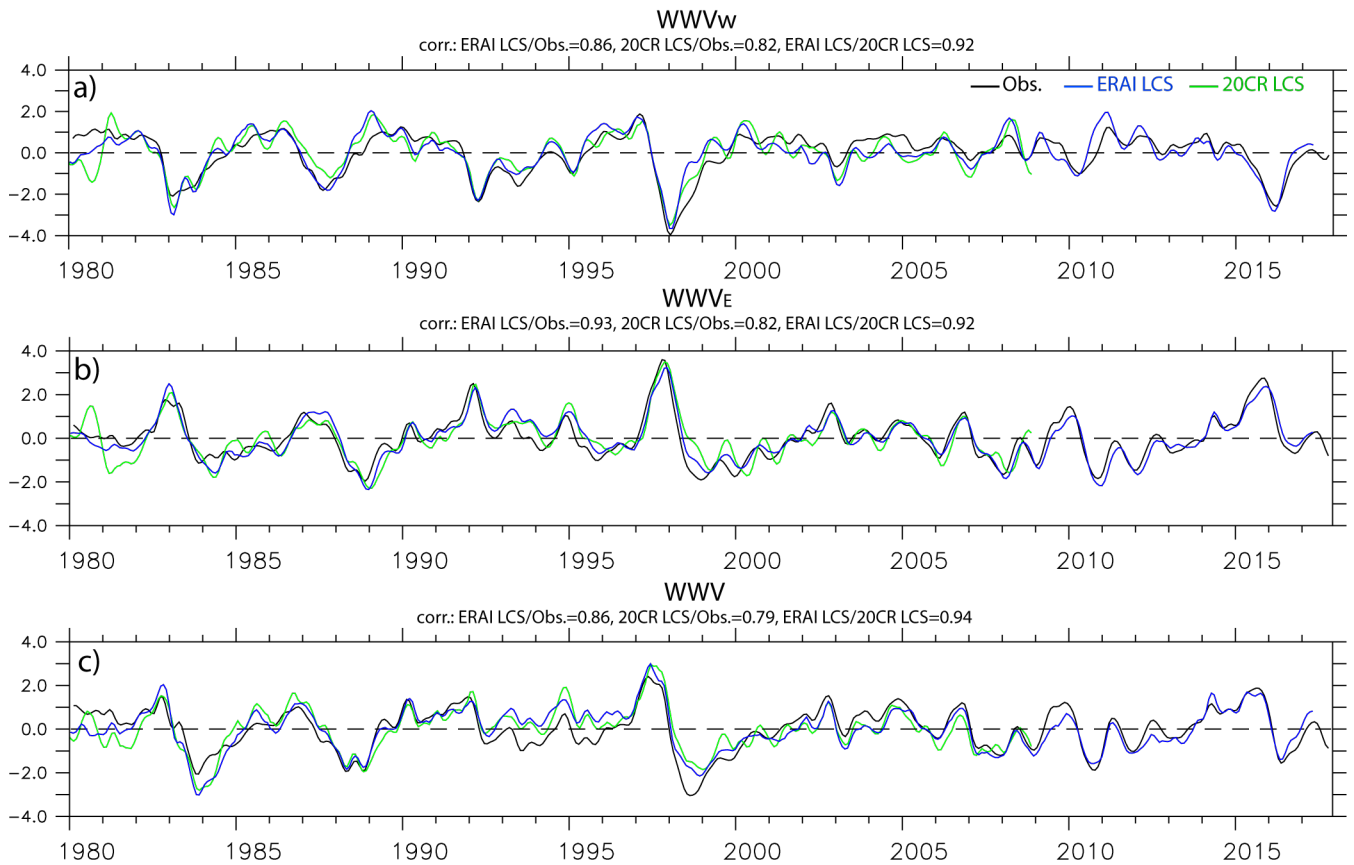 WWVW
corr.: ERAI LCS/Obs.=0.86, 20CR LCS/Obs.=0.82, ERAI LCS/20CR LCS=0.92
4.0
a)
Obs. ERAI LCS 20CR LCS
2.0
0.0
−2.0
−4.0
1980 1985 1990 1995 2000 2005 2010 2015
WWVE
corr.: ERAI LCS/Obs.=0.93, 20CR LCS/Obs.=0.82, ERAI LCS/20CR LCS=0.92
4.0
b)
2.0
0.0
−2.0
−4.0
1980 1985 1990 1995 2000 2005 2010 2015
WWV
corr.: ERAI LCS/Obs.=0.86, 20CR LCS/Obs.=0.79, ERAI LCS/20CR LCS=0.94
4.0
c)
2.0
0.0
−2.0
−4.0
1980 1985 1990 1995 2000 2005 2010 2015